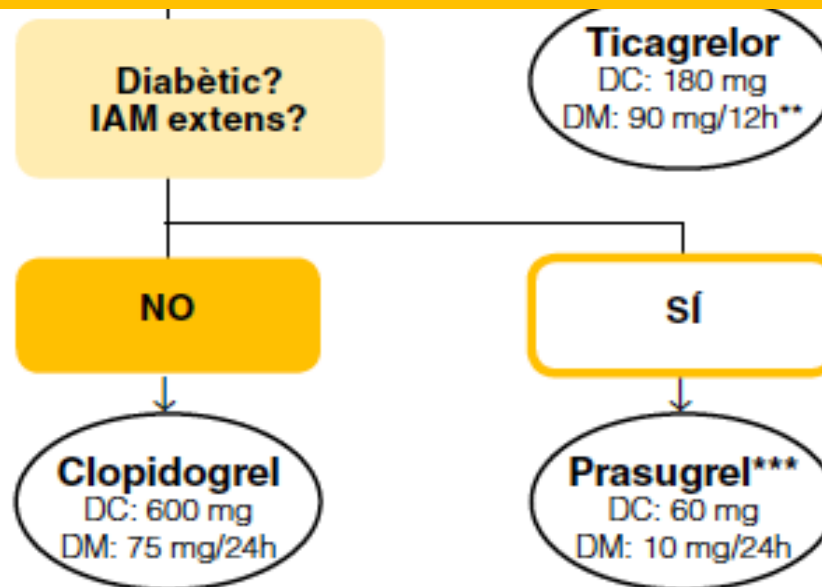 Diabètic?
IAM extens?
Ticagrelor
DC: 180 mg
DM: 90 mg/12h**
NO
SÍ
Clopidogrel
DC: 600 mg
DM: 75 mg/24h
Prasugrel***
DC: 60 mg
DM: 10 mg/24h